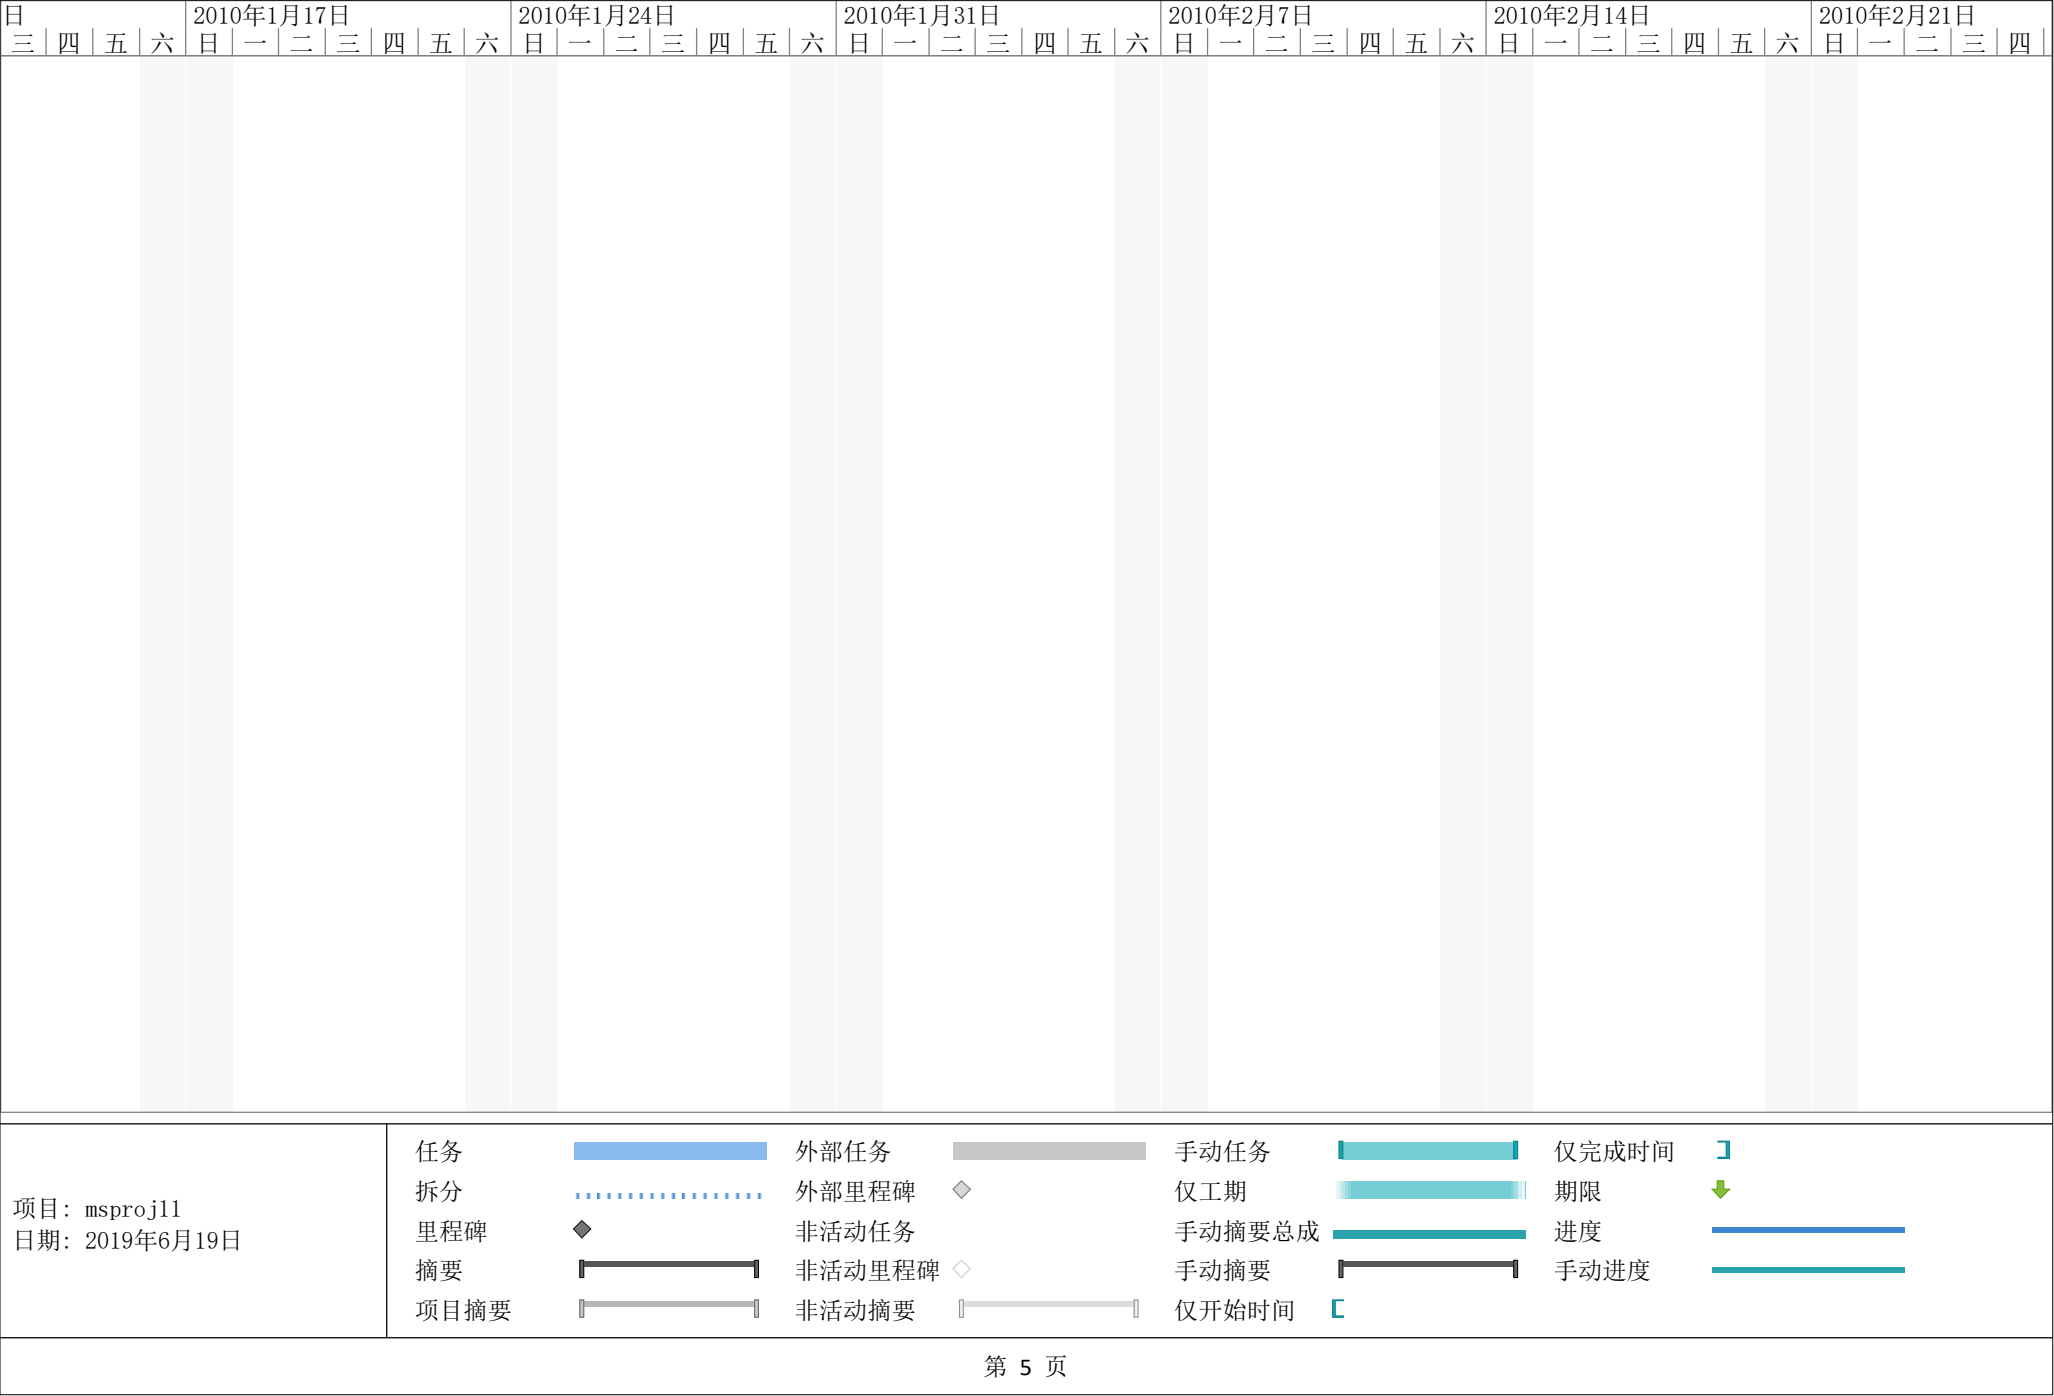 日 2010年1月17日 2010年1月24日 2010年1月31日 2010年2月7日 2010年2月14日 2010年2月21日
三 四 五 六 日 一 二 三 四 五 六 日 一 二 三 四 五 六 日 一 二 三 四 五 六 日 一 二 三 四 五 六 日 一 二 三 四 五 六 日 一 二 三 四
项目: msproj11
日期: 2019年6月19日
任务
拆分
里程碑
摘要
项目摘要
外部任务
外部里程碑
非活动任务
非活动里程碑
非活动摘要
手动任务
仅工期
手动摘要总成
手动摘要
仅开始时间
仅完成时间
期限
进度
手动进度
第 5 页